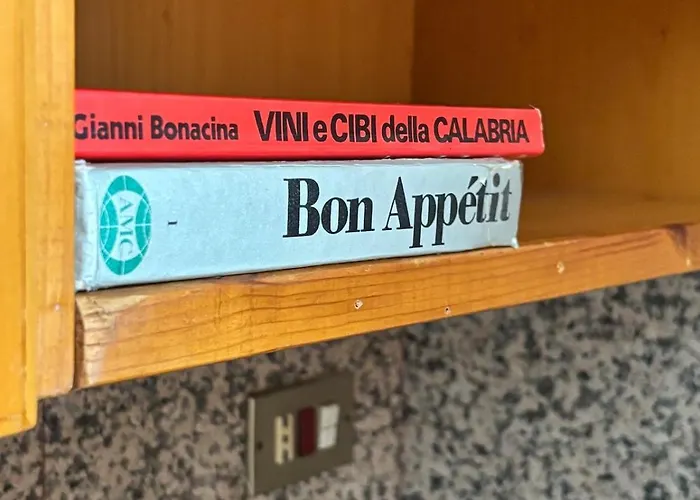 Gianni Bonacina VINI e CIBI della CALABRIA
AMC - Bon Appétit